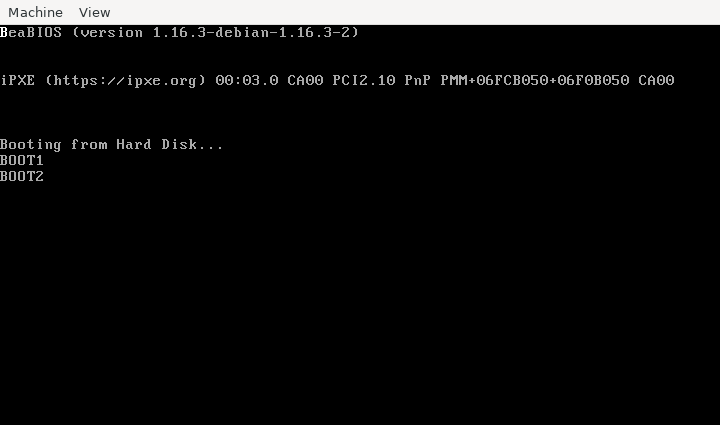 Machine View
BeaBIOS (version 1.16.3-debian-1.16.3-2)
iPXE (https://ipxe.org) 00:03.0 CA00 PCI2.10 PnP PMM+06FCB050+06F0B050 CA00
Booting from Hard Disk...
BOOT1
BOOT2